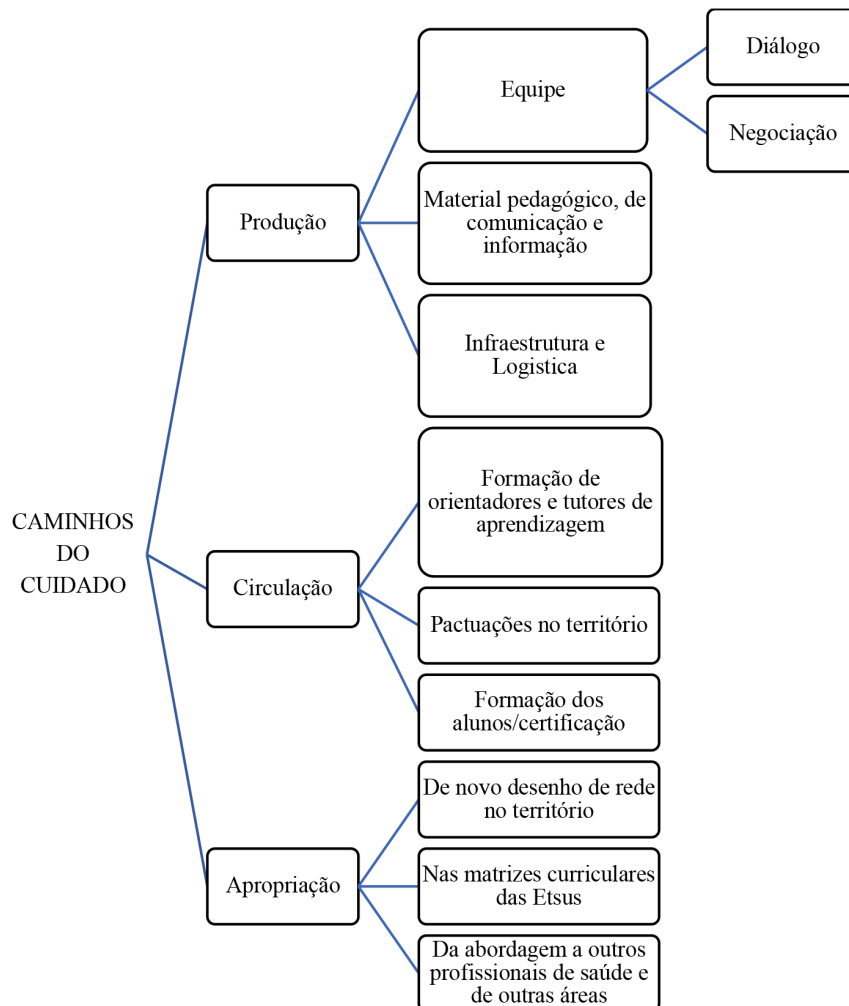 CAMINHOS
DO
CUIDADO
Produção
Equipe
Diálogo
Negociação
Material pedagógico, de
comunicação e
informação
Infraestrutura e
Logistica
Circulação
Formação de
orientadores e tutores de
aprendizagem
Pactuações no território
Formação dos
alunos/certificação
Apropriação
De novo desenho de rede
no território
Nas matrizes curriculares
das Etsus
Da abordagem a outros
profissionais de saúde e
de outras áreas